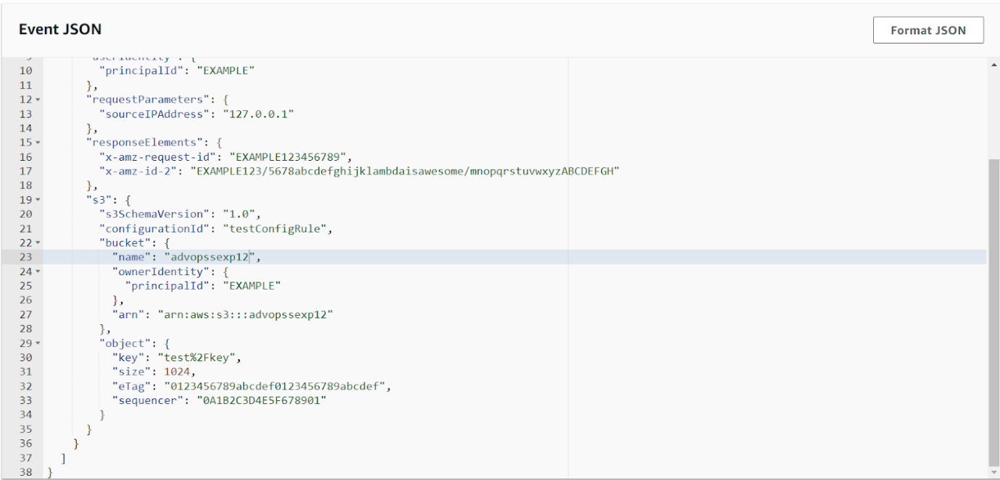 Event JSON
Format JSON
"userIdentity": {
10 "principalId": "EXAMPLE"
11 },
12 "requestParameters": {
13 "sourceIPAddress": "127.0.0.1"
14 },
15 "responseElements": {
16 "x-amz-request-id": "EXAMPLE123456789",
17 "x-amz-id-2": "EXAMPLE123/5678abcdefghijklambdaisawesome/mnopqrstuvwxyzABCDEFGH"
18 },
19 "s3": {
20 "s3SchemaVersion": "1.0",
21 "configurationId": "testConfigRule",
22 "bucket": {
23 "name": "advopssexp12",
24 "ownerIdentity": {
25 "principalId": "EXAMPLE"
26 },
27 "arn": "arn:aws:s3:::advopssexp12"
28 },
29 "object": {
30 "key": "test%2Fkey",
31 "size": 1024,
32 "eTag": "0123456789abcdef0123456789abcdef",
33 "sequencer": "0A1B2C3D4E5F678901"
34 }
35 }
36 }
37 ]
38 }